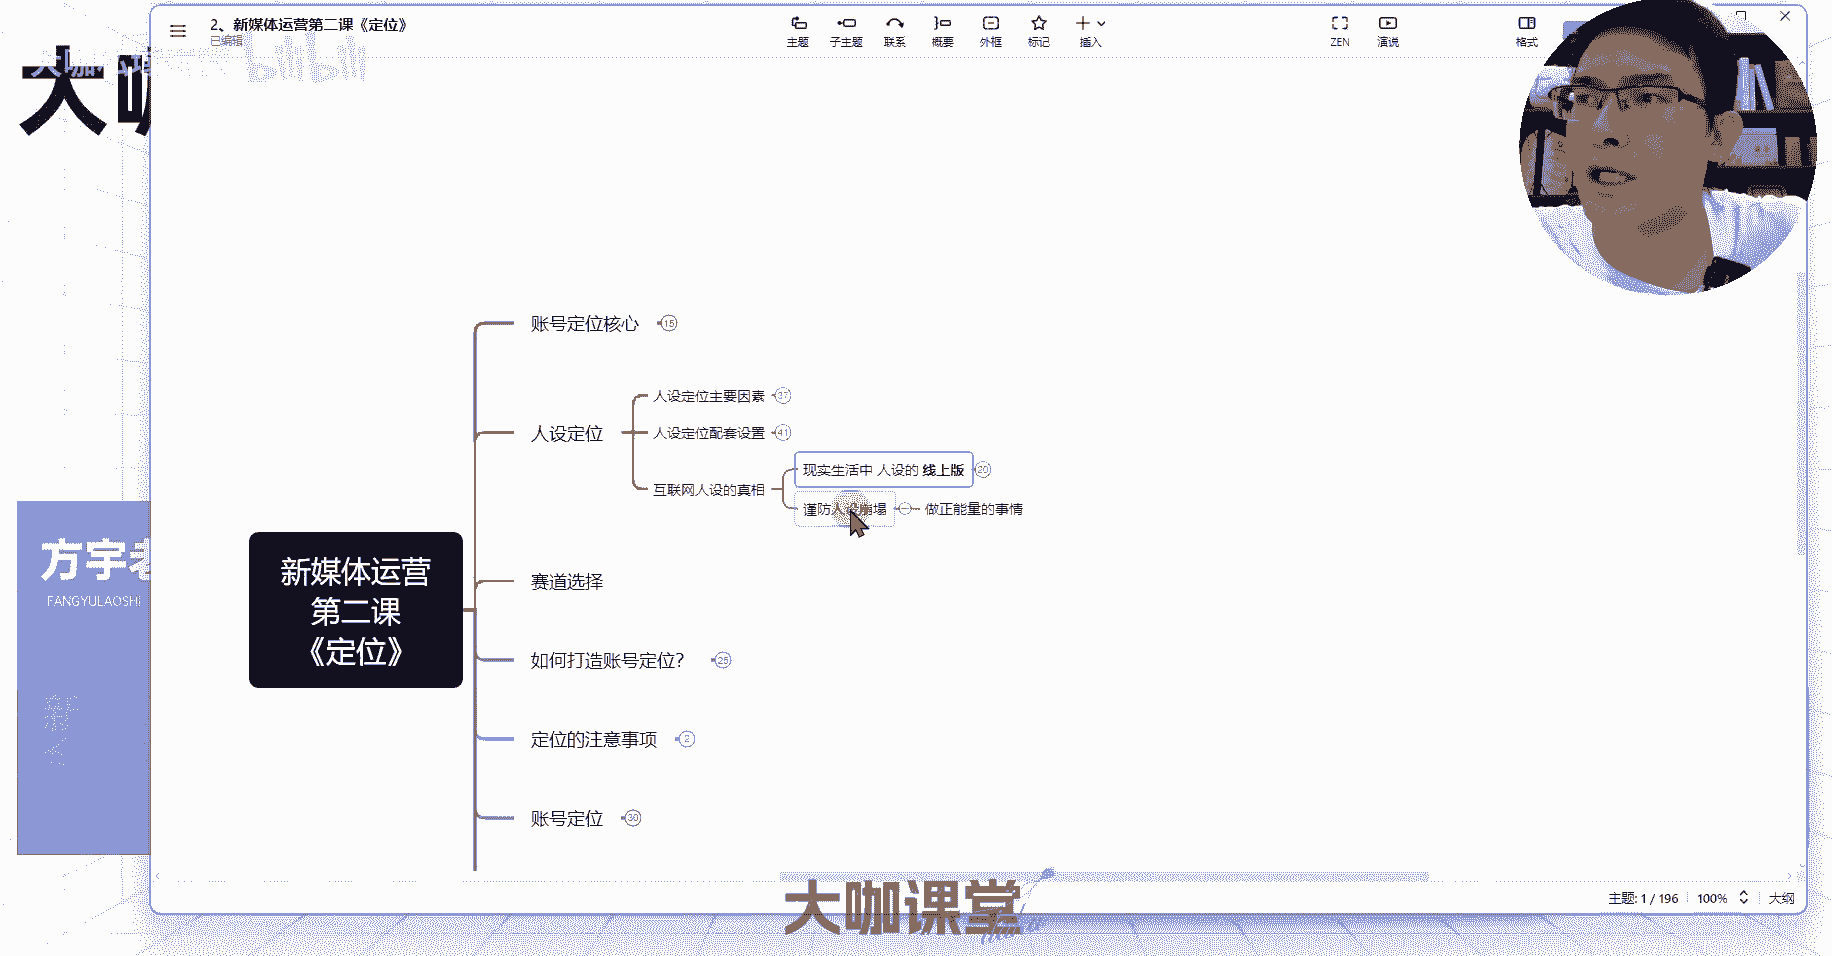 2、新媒体运营第二课《定位》
已编辑
主题
子主题
联系
概要
外框
标记
插入
ZEN
演说
格式
大咖
bilibili
账号定位核心 15
人设定位
人设定位主要因素 37
人设定位配套设置 41
互联网人设的真相
现实生活中 人设的 线上版 20
谨防人设崩塌
做正能量的事情
新媒体运营
第二课
《定位》
赛道选择
如何打造账号定位? 25
定位的注意事项 2
账号定位 30
方宇老
FANGYULAOSHI
大咖课堂
主题: 1 / 196
100%
大纲